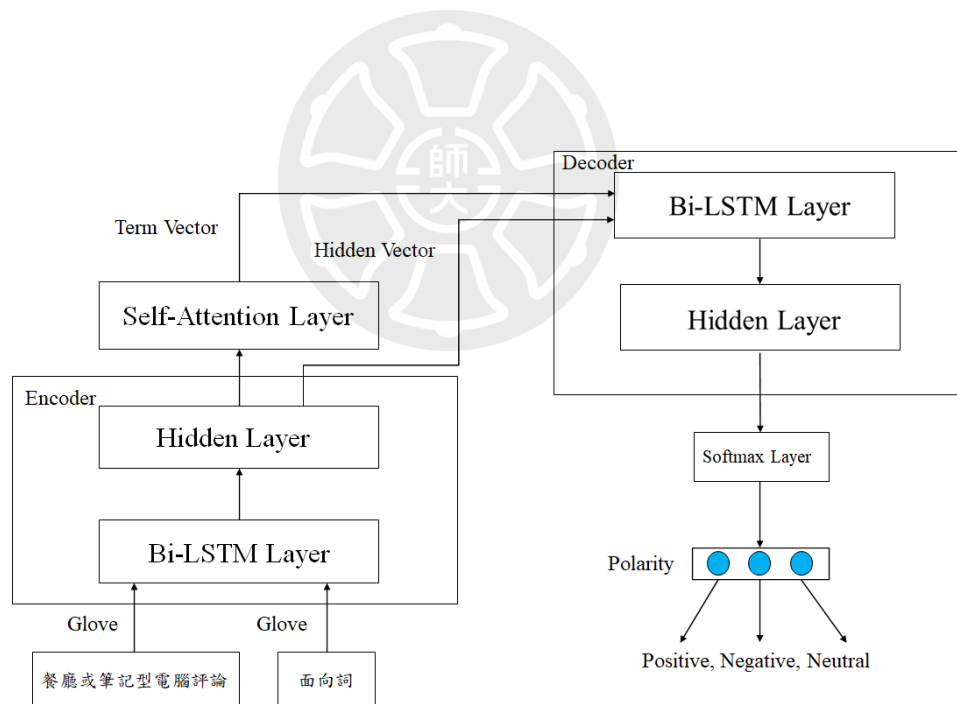 師大
Decoder
Bi-LSTM Layer
Term Vector
Hidden Vector
Self-Attention Layer
Hidden Layer
Encoder
Hidden Layer
Softmax Layer
Bi-LSTM Layer
Polarity
Glove
Glove
Positive, Negative, Neutral
餐廳或筆記型電腦評論
面向詞